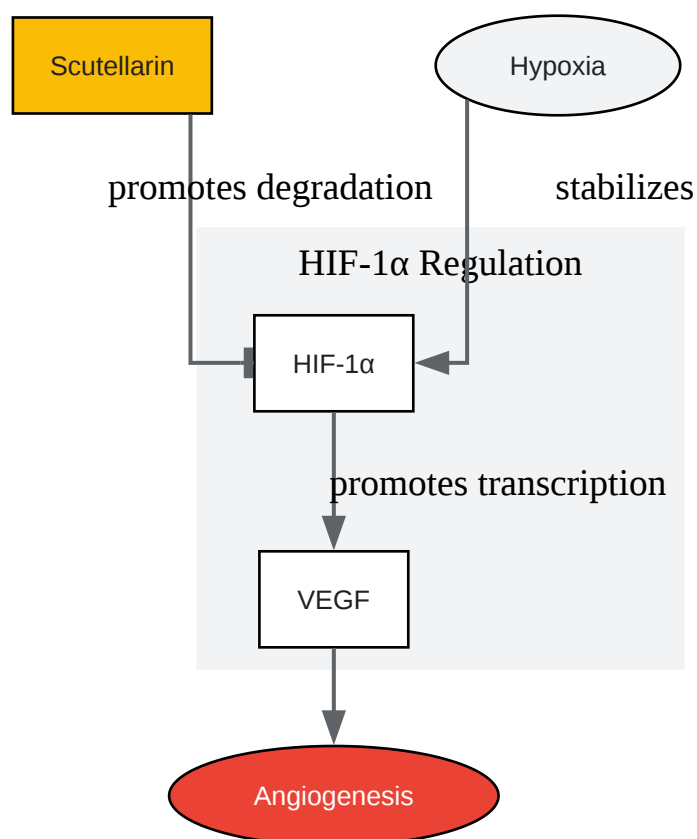 Scutellarin
Hypoxia
promotes degradation
stabilizes
HIF-1α Regulation
HIF-1α
promotes transcription
VEGF
Angiogenesis